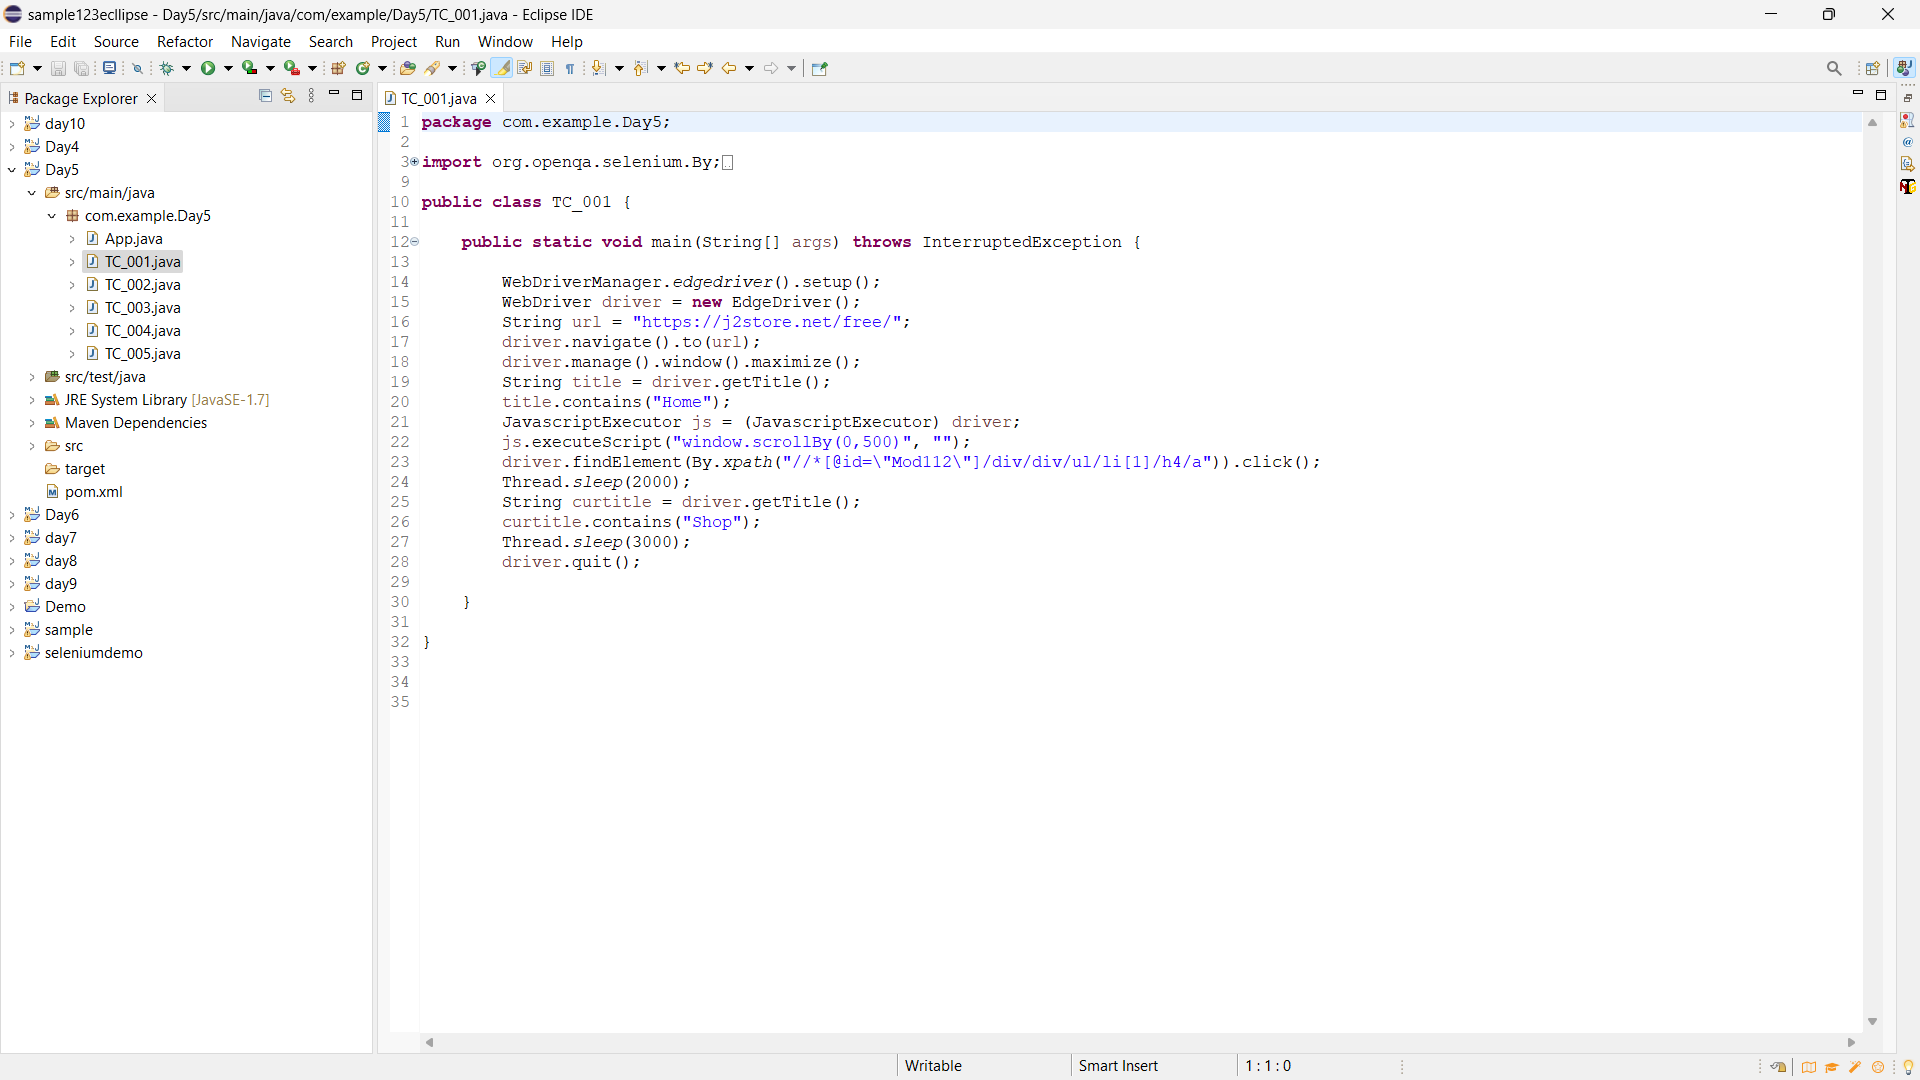 sample123ecllipse - Day5/src/main/java/com/example/Day5/TC_001.java - Eclipse IDE
File Edit Source Refactor Navigate Search Project Run Window Help
Package Explorer
day10
Day4
Day5
src/main/java
com.example.Day5
App.java
TC_001.java
TC_002.java
TC_003.java
TC_004.java
TC_005.java
src/test/java
JRE System Library [JavaSE-1.7]
Maven Dependencies
src
target
pom.xml
Day6
day7
day8
day9
Demo
sample
seleniumdemo
TC_001.java
1 package com.example.Day5;
2
3 import org.openqa.selenium.By;
9
10 public class TC_001 {
11
12 public static void main(String[] args) throws InterruptedException {
13
14 WebDriverManager.edgedriver().setup();
15 WebDriver driver = new EdgeDriver();
16 String url = "https://j2store.net/free/";
17 driver.navigate().to(url);
18 driver.manage().window().maximize();
19 String title = driver.getTitle();
20 title.contains("Home");
21 JavascriptExecutor js = (JavascriptExecutor) driver;
22 js.executeScript("window.scrollBy(0,500)", "");
23 driver.findElement(By.xpath("//*[@id=\"Mod112\"]/div/div/ul/li[1]/h4/a")).click();
24 Thread.sleep(2000);
25 String curtitle = driver.getTitle();
26 curtitle.contains("Shop");
27 Thread.sleep(3000);
28 driver.quit();
29
30 }
31
32 }
33
34
35
Writable Smart Insert 1 : 1 : 0